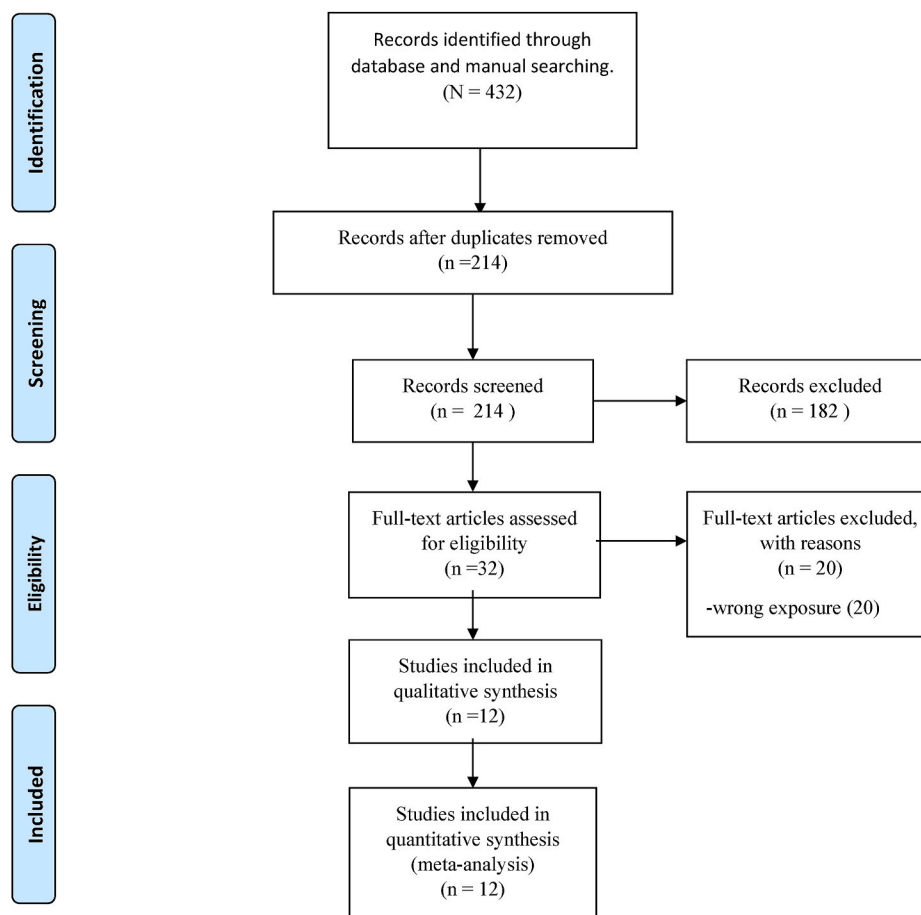 Identification
Records identified through
database and manual searching.
(N = 432)
Records after duplicates removed
(n =214)
Screening
Records screened
(n = 214 )
Records excluded
(n = 182 )
Eligibility
Full-text articles assessed
for eligibility
(n =32)
Full-text articles excluded,
with reasons
(n = 20)
-wrong exposure (20)
Studies included in
qualitative synthesis
(n =12)
Included
Studies included in
quantitative synthesis
(meta-analysis)
(n = 12)